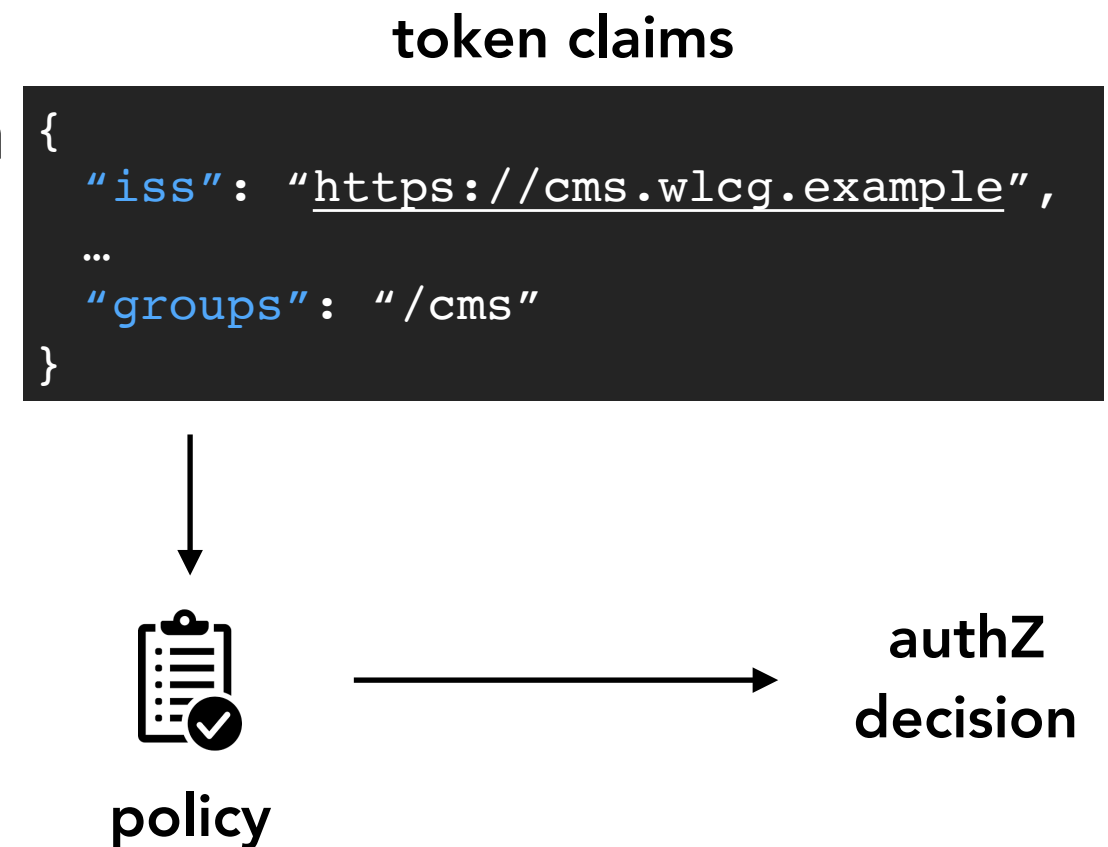 token claims
{
“iss”: “https://cms.wlcg.example”,
…
“groups”: “/cms”
}
authZ
decision
policy